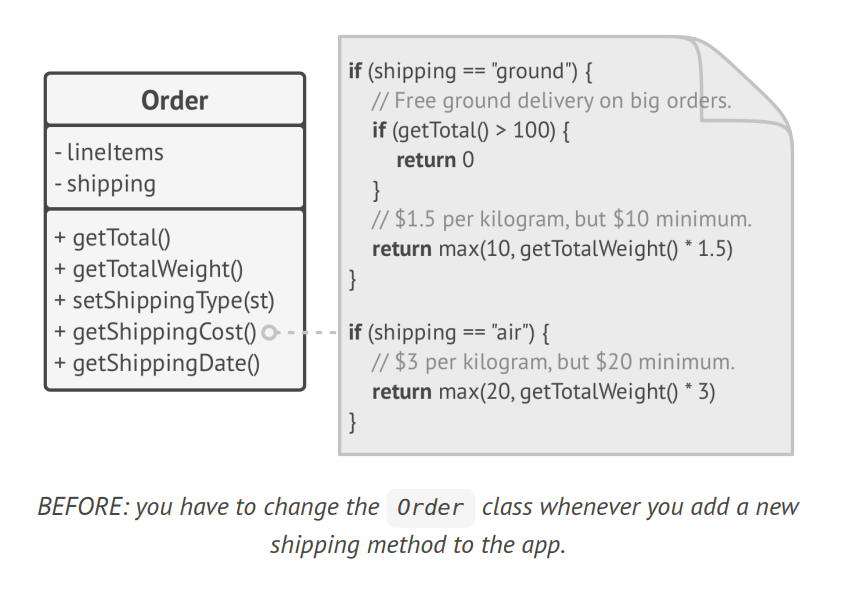 Order
- lineItems
- shipping
+ getTotal()
+ getTotalWeight()
+ setShippingType(st)
+ getShippingCost()
+ getShippingDate()
if (shipping == "ground") {
// Free ground delivery on big orders.
if (getTotal() > 100) {
return 0
}
// $1.5 per kilogram, but $10 minimum.
return max(10, getTotalWeight() * 1.5)
}
if (shipping == "air") {
// $3 per kilogram, but $20 minimum.
return max(20, getTotalWeight() * 3)
}
BEFORE: you have to change the Order class whenever you add a new
shipping method to the app.